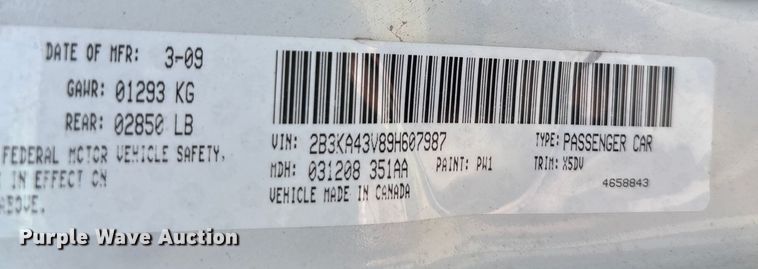 DATE OF MFR: 3-09
GAWR: 01293 KG
REAR: 02850 LB
FEDERAL MOTOR VEHICLE SAFETY,
IN EFFECT ON
ABOVE.
VIN: 2B3KA43V89H607987
TYPE: PASSENGER CAR
MDH: 031208 351AA
PAINT: PW1
TRIM: X5DV
VEHICLE MADE IN CANADA
4658843
Purple Wave Auction